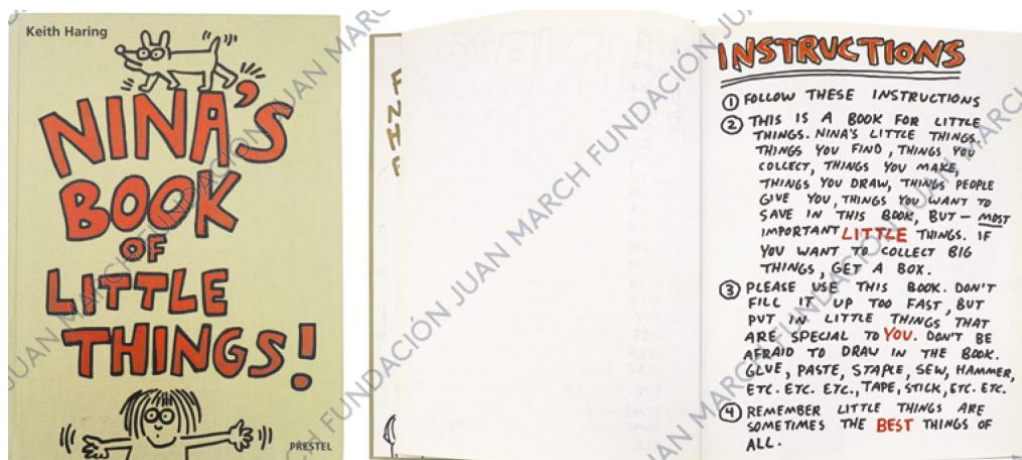 Keith Haring
NINA'S
BOOK
OF
LITTLE
THINGS!
PRESTEL
INSTRUCTIONS
① FOLLOW THESE INSTRUCTIONS
② THIS IS A BOOK FOR LITTLE
THINGS. NINA'S LITTLE THINGS.
THINGS YOU FIND, THINGS YOU
COLLECT, THINGS YOU MAKE,
THINGS YOU DRAW, THINGS PEOPLE
GIVE YOU, THINGS YOU WANT TO
SAVE IN THIS BOOK, BUT — MOST
IMPORTANT LITTLE THINGS. IF
YOU WANT TO COLLECT BIG
THINGS, GET A BOX.
③ PLEASE USE THIS BOOK. DON'T
FILL IT UP TOO FAST, BUT
PUT IN LITTLE THINGS THAT
ARE SPECIAL TO YOU. DON'T BE
AFRAID TO DRAW IN THE BOOK.
GLUE, PASTE, STAPLE, SEW, HAMMER,
ETC. ETC. ETC., TAPE, STICK, ETC. ETC.
④ REMEMBER LITTLE THINGS ARE
SOMETIMES THE BEST THINGS OF
ALL.
FUNDACIÓN JUAN MARCH